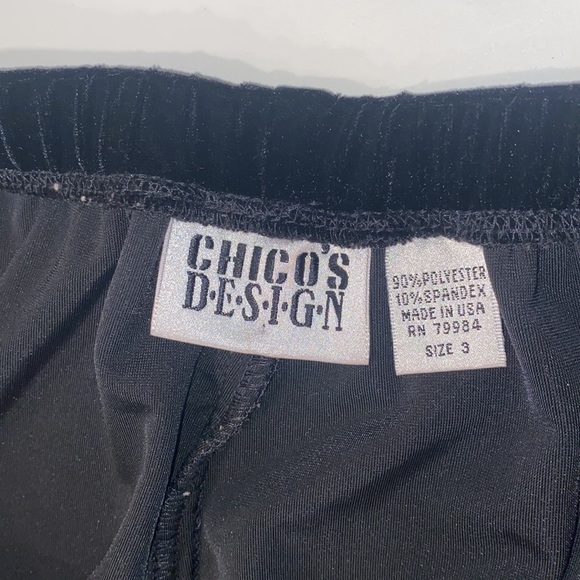 CHICO'S
D·E·S·I·G·N
90%POLYESTER
10%SPANDEX
MADE IN USA
RN 79984
SIZE 3